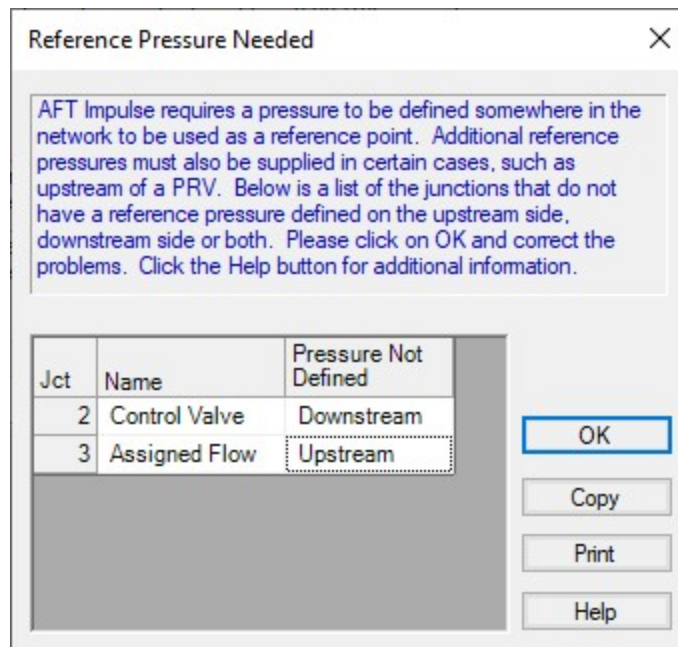 Reference Pressure Needed
AFT Impulse requires a pressure to be defined somewhere in the
network to be used as a reference point. Additional reference
pressures must also be supplied in certain cases, such as
upstream of a PRV. Below is a list of the junctions that do not
have a reference pressure defined on the upstream side,
downstream side or both. Please click on OK and correct the
problems. Click the Help button for additional information.
Jct Name Pressure Not
Defined
2 Control Valve Downstream
3 Assigned Flow Upstream
OK
Copy
Print
Help